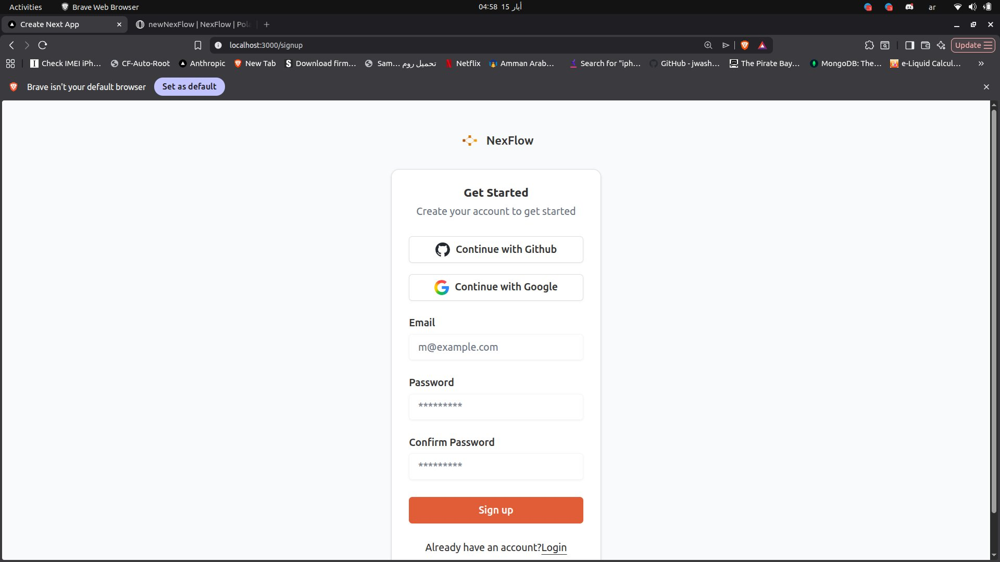 Activities
Brave Web Browser
أيار 15 04:58
ar
Create Next App
newNexFlow | NexFlow | Pola
localhost:3000/signup
Update
Check IMEI iPh...
CF-Auto-Root
Anthropic
New Tab
Download firm...
تحميل روم ...Sam
Netflix
Amman Arab...
Search for "iph...
GitHub - jwash...
The Pirate Bay...
MongoDB: The...
e-Liquid Calcul...
Brave isn't your default browser
Set as default
NexFlow
Get Started
Create your account to get started
Continue with Github
Continue with Google
Email
m@example.com
Password
*********
Confirm Password
*********
Sign up
Already have an account?Login